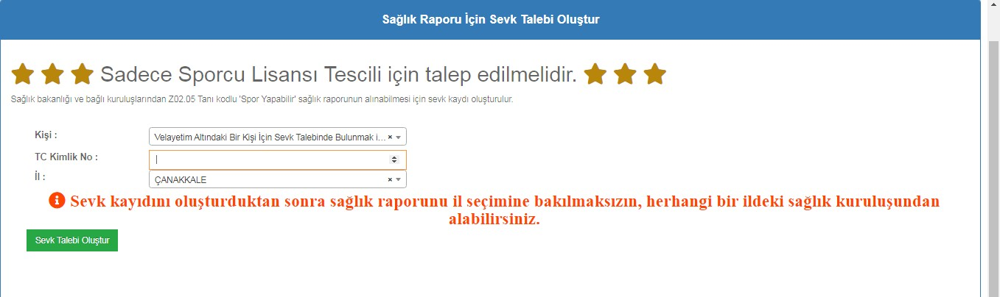 Sağlık Raporu İçin Sevk Talebi Oluştur
Sadece Sporcu Lisansı Tescili için talep edilmelidir.
Sağlık bakanlığı ve bağlı kuruluşlarından Z02.05 Tanı kodlu 'Spor Yapabilir' sağlık raporunun alınabilmesi için sevk kaydı oluşturulur.
Kişi : Velayetim Altındaki Bir Kişi İçin Sevk Talebinde Bulunmak i... ×
TC Kimlik No :
İl : ÇANAKKALE ×
Sevk kayıdını oluşturduktan sonra sağlık raporunu il seçimine bakılmaksızın, herhangi bir ildeki sağlık kuruluşundan
alabilirsiniz.
Sevk Talebi Oluştur